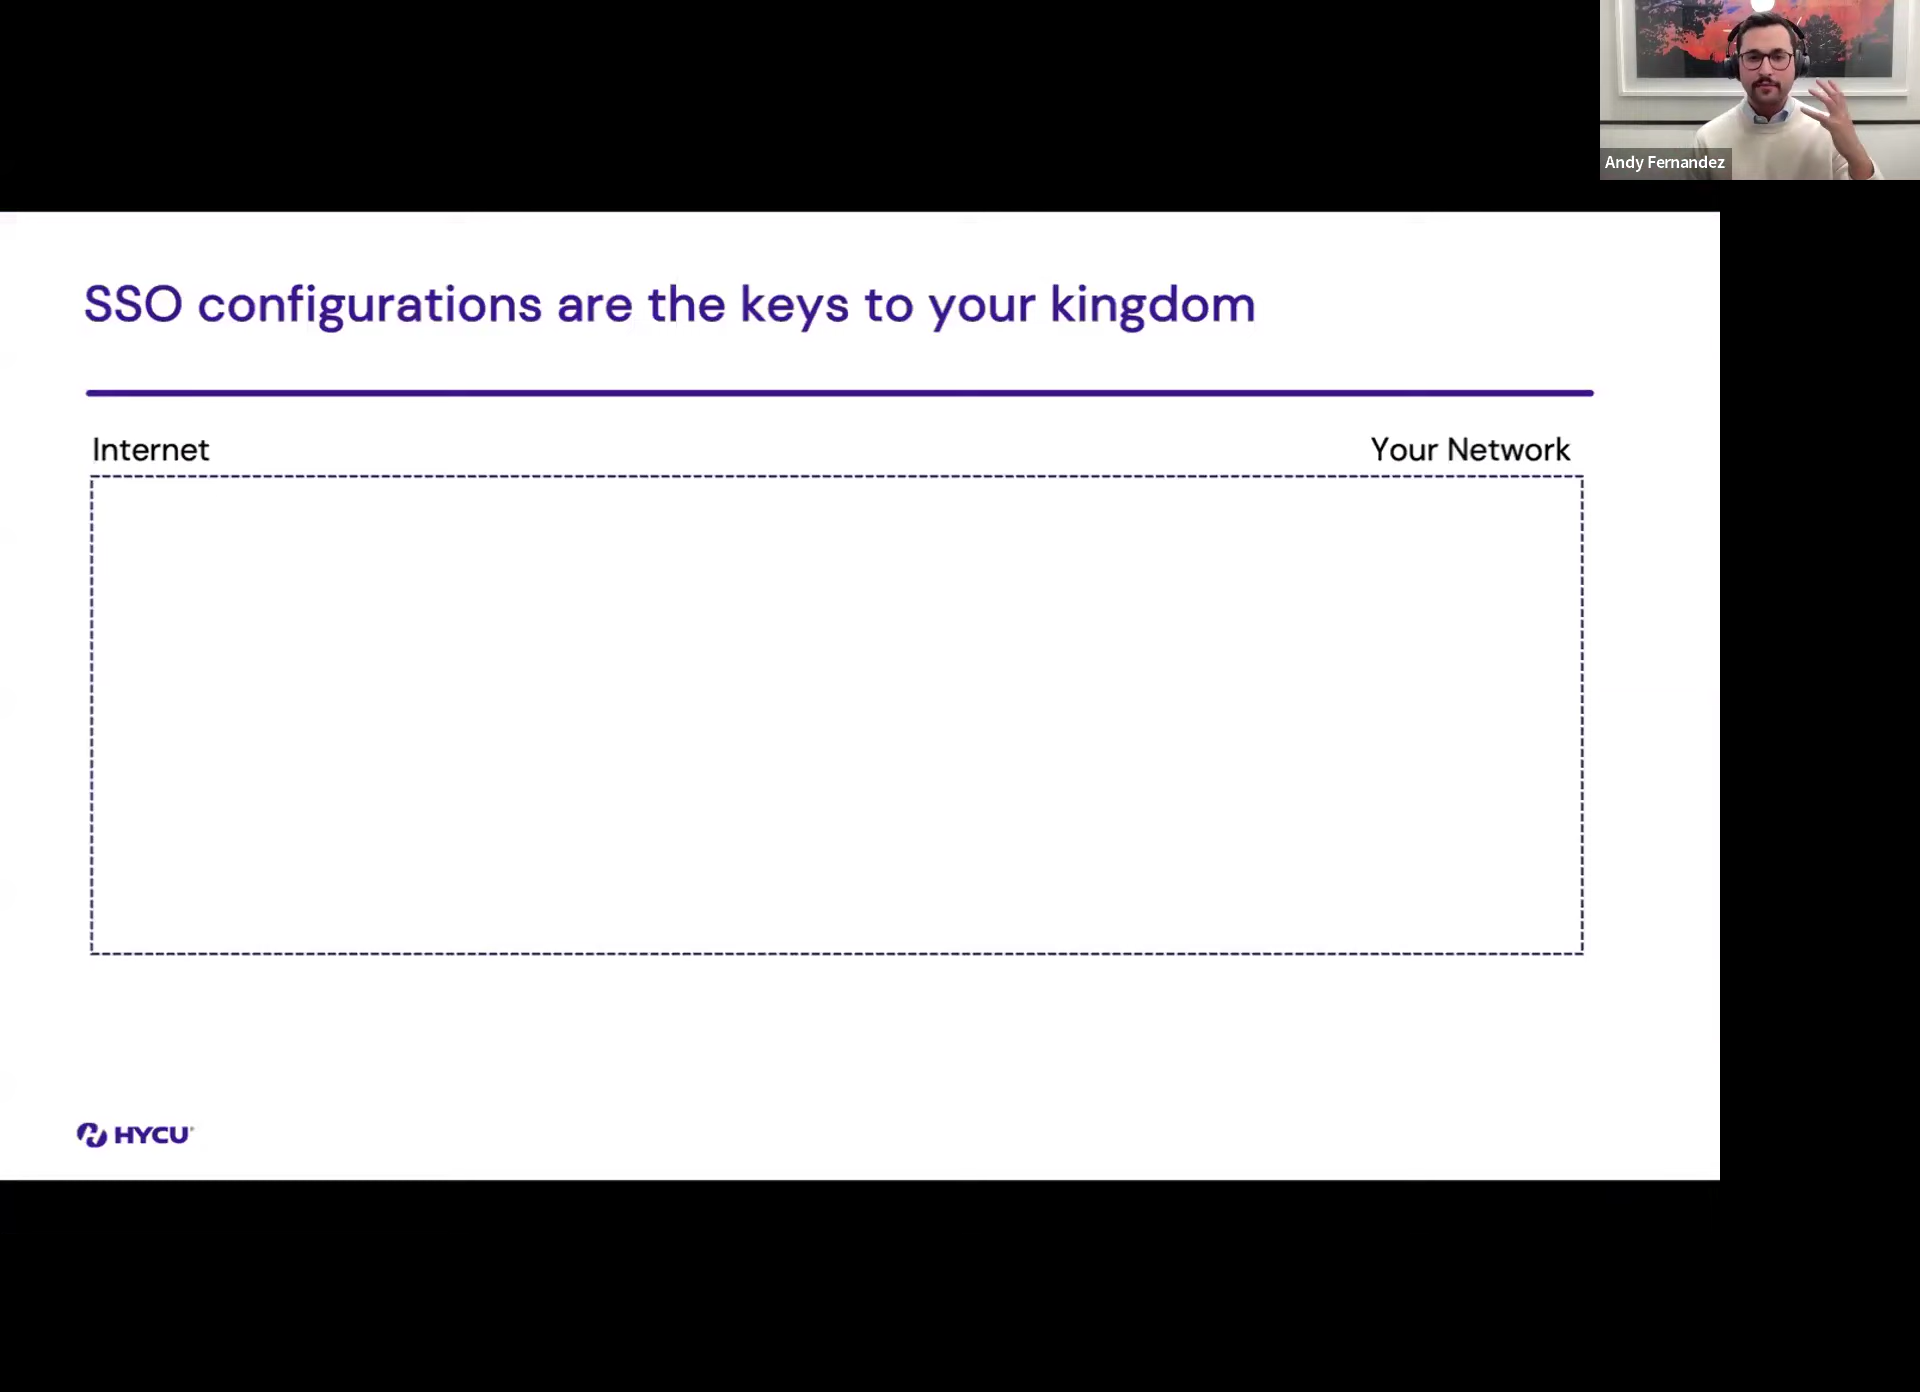 Andy Fernandez
SSO configurations are the keys to your kingdom
Internet
Your Network
HYCU